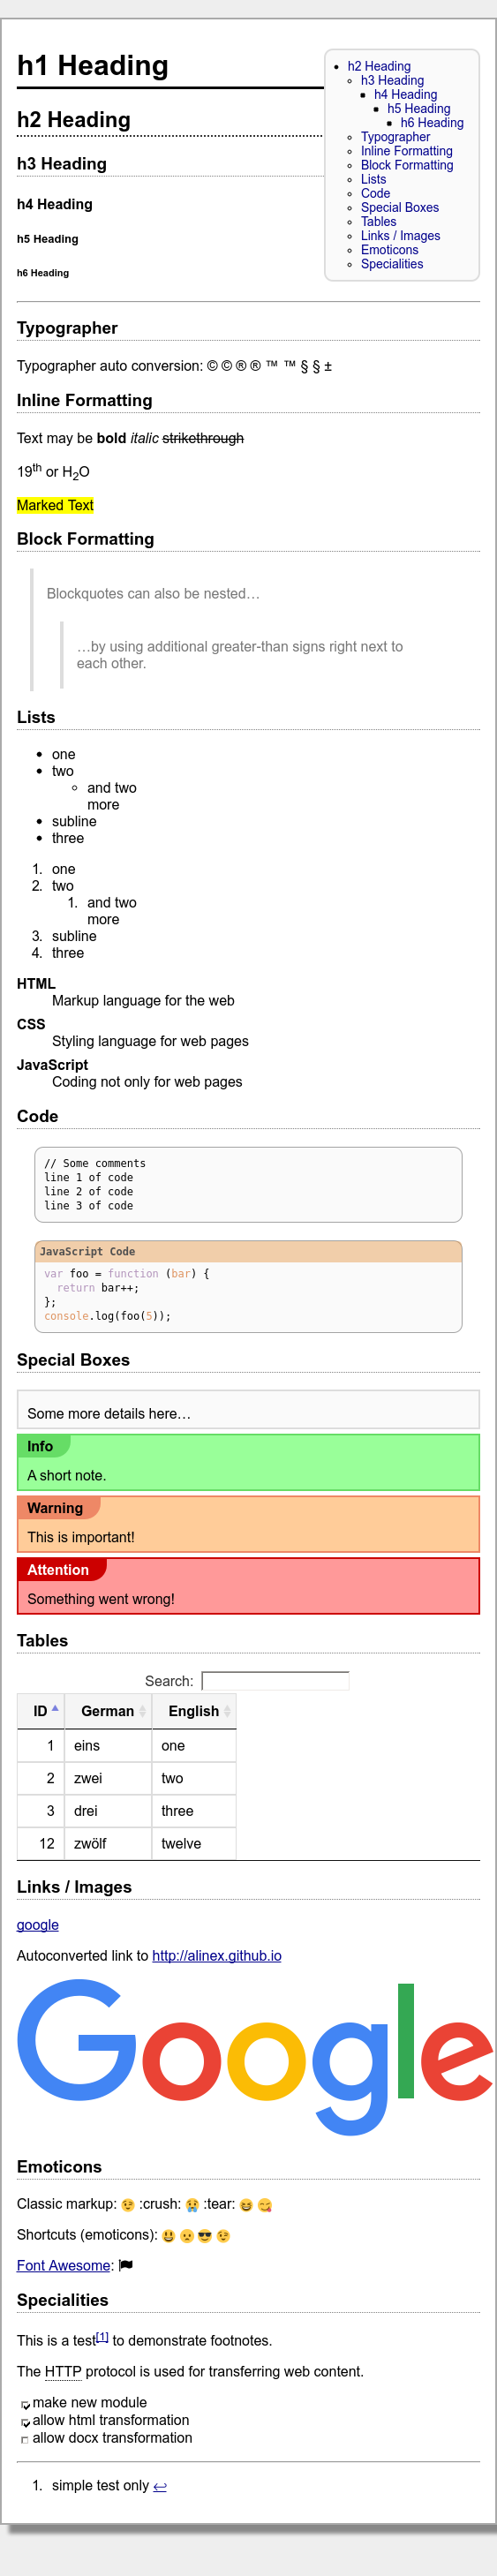 h1 Heading
h2 Heading
h3 Heading
h4 Heading
h5 Heading
h6 Heading
Typographer
Inline Formatting
Block Formatting
Lists
Code
Special Boxes
Tables
Links / Images
Emoticons
Specialities
h2 Heading
h3 Heading
h4 Heading
h5 Heading
h6 Heading
Typographer
Typographer auto conversion: © © ® ® ™ ™ § § ±
Inline Formatting
Text may be bold italic strikethrough
19th or H2O
Marked Text
Block Formatting
Blockquotes can also be nested…
…by using additional greater-than signs right next to
each other.
Lists
one
two
and two
more
subline
three
1. one
2. two
1. and two
more
3. subline
4. three
HTML
Markup language for the web
CSS
Styling language for web pages
JavaScript
Coding not only for web pages
Code
// Some comments
line 1 of code
line 2 of code
line 3 of code
JavaScript Code
var foo = function (bar) {
return bar++;
};
console.log(foo(5));
Special Boxes
Some more details here…
Info
A short note.
Warning
This is important!
Attention
Something went wrong!
Tables
Search:
ID German English
1 eins one
2 zwei two
3 drei three
12 zwölf twelve
Links / Images
google
Autoconverted link to http://alinex.github.io
Google
Emoticons
Classic markup: 😉 :crush: 😢 :tear: 😆 😋
Shortcuts (emoticons): 😃 😦 😎 😉
Font Awesome:
Specialities
This is a test[1] to demonstrate footnotes.
The HTTP protocol is used for transferring web content.
make new module
allow html transformation
allow docx transformation
1. simple test only ↩